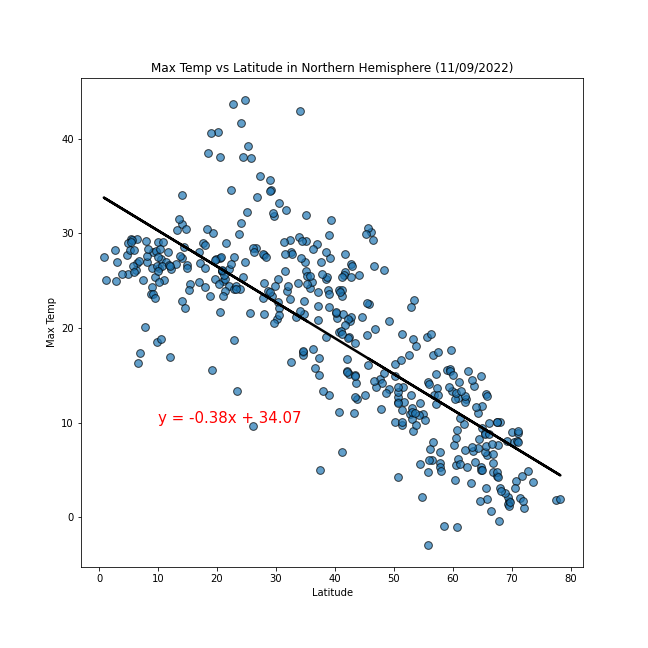 Max Temp vs Latitude in Northern Hemisphere (11/09/2022)
40
30
20
10
0
Max Temp
y = -0.38x + 34.07
0 10 20 30 40 50 60 70 80
Latitude